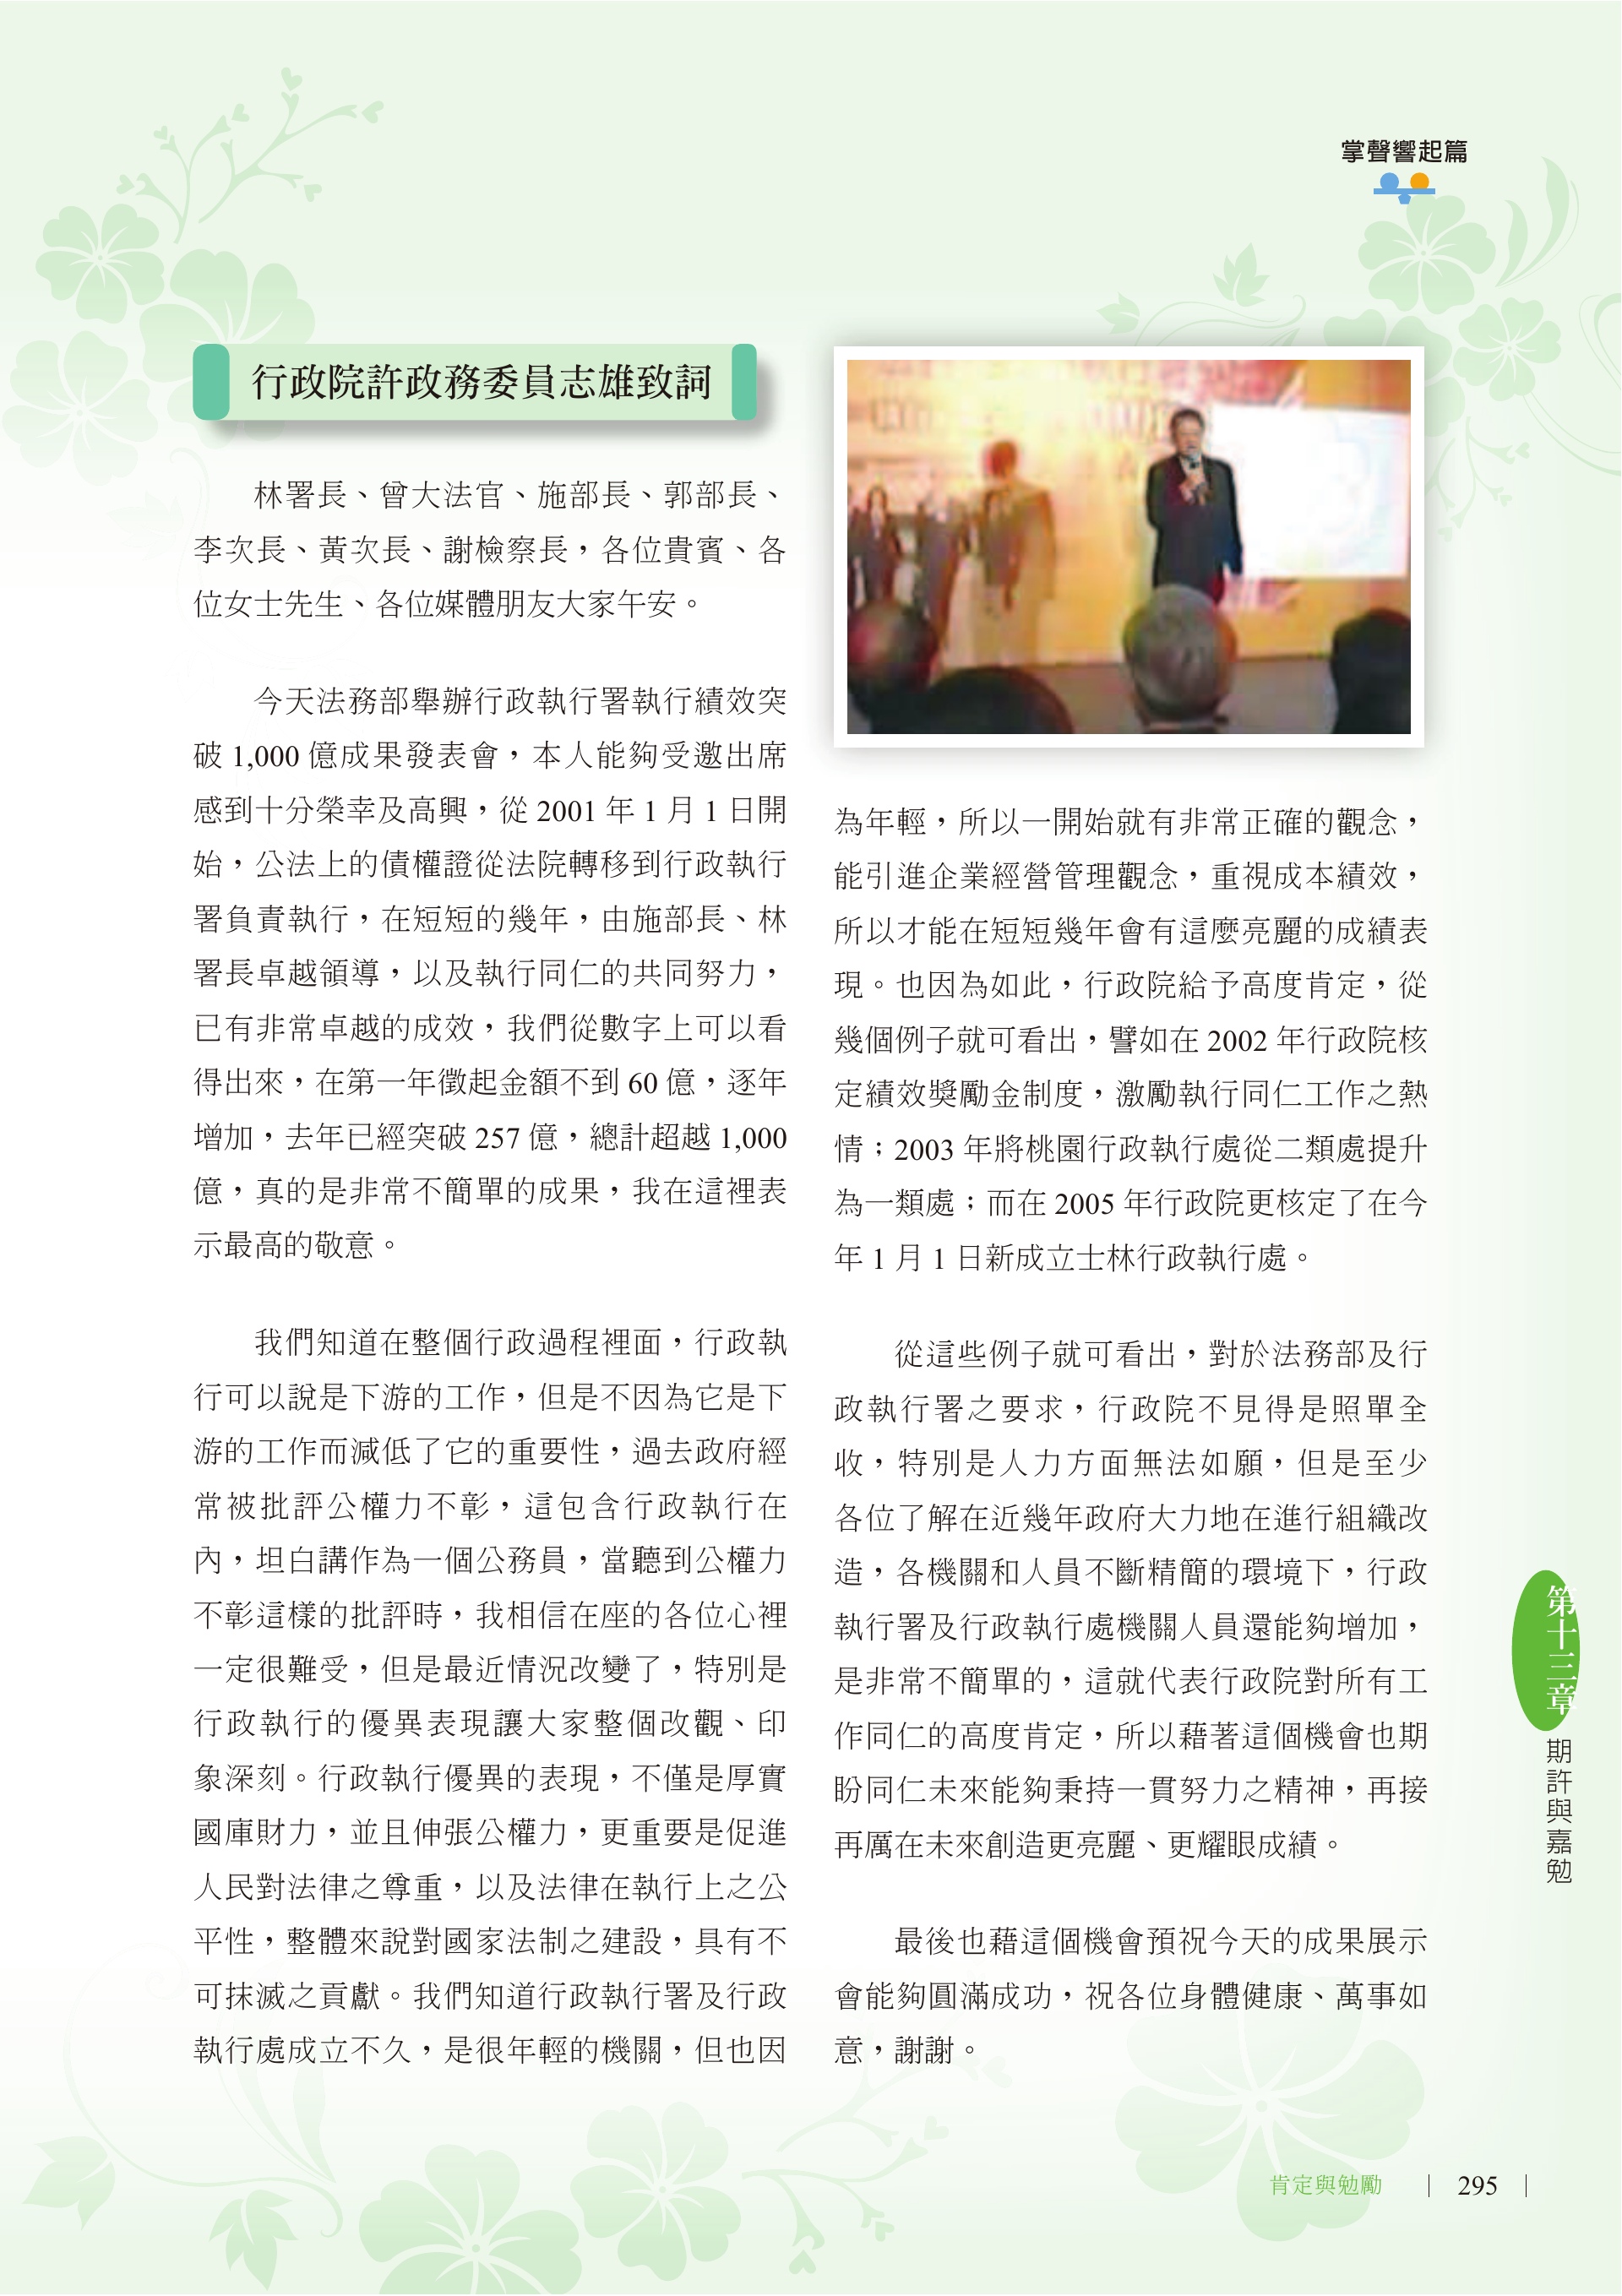 掌聲響起篇
行政院許政務委員志雄致詞
林署長、曾大法官、施部長、郭部長、
李次長、黃次長、謝檢察長，各位貴賓、各
位女士先生、各位媒體朋友大家午安。
今天法務部舉辦行政執行署執行績效突
破 1,000 億成果發表會，本人能夠受邀出席
感到十分榮幸及高興，從 2001 年 1 月 1 日開
始，公法上的債權證從法院轉移到行政執行
署負責執行，在短短的幾年，由施部長、林
署長卓越領導，以及執行同仁的共同努力，
已有非常卓越的成效，我們從數字上可以看
得出來，在第一年徵起金額不到 60 億，逐年
增加，去年已經突破 257 億，總計超越 1,000
億，真的是非常不簡單的成果，我在這裡表
示最高的敬意。
我們知道在整個行政過程裡面，行政執
行可以說是下游的工作，但是不因為它是下
游的工作而減低了它的重要性，過去政府經
常被批評公權力不彰，這包含行政執行在
內，坦白講作為一個公務員，當聽到公權力
不彰這樣的批評時，我相信在座的各位心裡
一定很難受，但是最近情況改變了，特別是
行政執行的優異表現讓大家整個改觀、印
象深刻。行政執行優異的表現，不僅是厚實
國庫財力，並且伸張公權力，更重要是促進
人民對法律之尊重，以及法律在執行上之公
平性，整體來說對國家法制之建設，具有不
可抹滅之貢獻。我們知道行政執行署及行政
執行處成立不久，是很年輕的機關，但也因
為年輕，所以一開始就有非常正確的觀念，
能引進企業經營管理觀念，重視成本績效，
所以才能在短短幾年會有這麼亮麗的成績表
現。也因為如此，行政院給予高度肯定，從
幾個例子就可看出，譬如在 2002 年行政院核
定績效獎勵金制度，激勵執行同仁工作之熱
情；2003 年將桃園行政執行處從二類處提升
為一類處；而在 2005 年行政院更核定了在今
年 1 月 1 日新成立士林行政執行處。
從這些例子就可看出，對於法務部及行
政執行署之要求，行政院不見得是照單全
收，特別是人力方面無法如願，但是至少
各位了解在近幾年政府大力地在進行組織改
造，各機關和人員不斷精簡的環境下，行政
執行署及行政執行處機關人員還能夠增加，
是非常不簡單的，這就代表行政院對所有工
作同仁的高度肯定，所以藉著這個機會也期
盼同仁未來能夠秉持一貫努力之精神，再接
再厲在未來創造更亮麗、更耀眼成績。
最後也藉這個機會預祝今天的成果展示
會能夠圓滿成功，祝各位身體健康、萬事如
意，謝謝。
第十三章 期許與嘉勉
肯定與勉勵 | 295 |